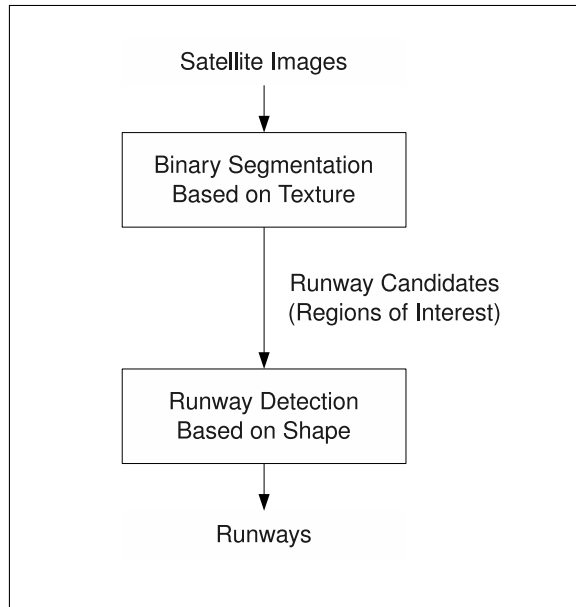 Satellite Images
Binary Segmentation
Based on Texture
Runway Candidates
(Regions of Interest)
Runway Detection
Based on Shape
Runways